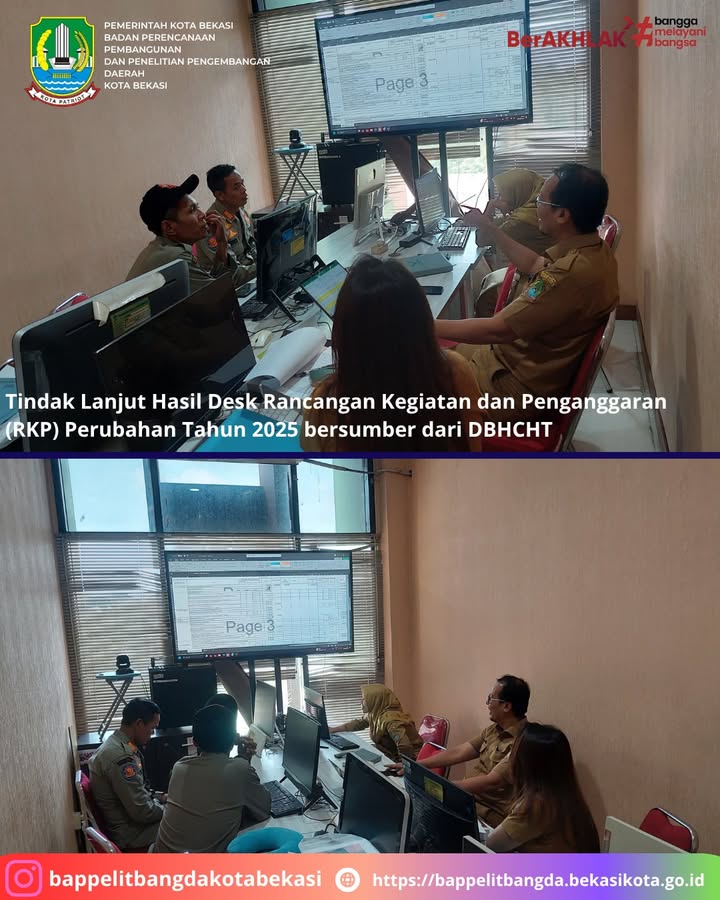 PEMERINTAH KOTA BEKASI
BADAN PERENCANAAN
PEMBANGUNAN
DAN PENELITIAN PENGEMBANGAN
DAERAH
KOTA BEKASI
KOTA PATRIOT
BerAKHLAK
# bangga
melayani
bangsa
Page 3
Tindak Lanjut Hasil Desk Rancangan Kegiatan dan Penganggaran
(RKP) Perubahan Tahun 2025 bersumber dari DBHCHT
Page 3
bappelitbangdakotabekasi
https://bappelitbangda.bekasikota.go.id